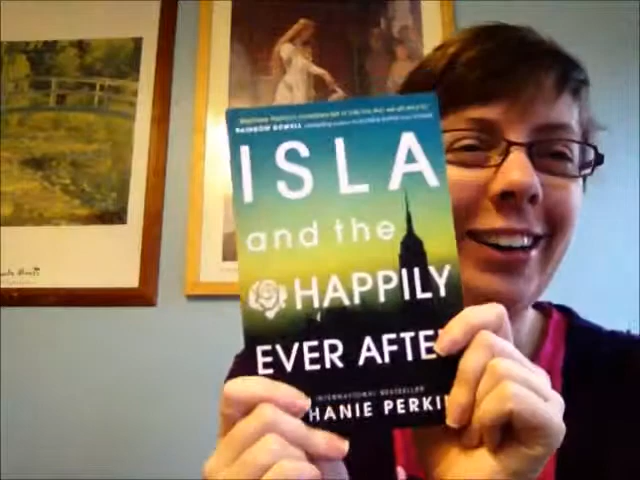 RAINBOW ROWELL
ISLA
and the
HAPPILY
EVER AFTE
INTERNATIONAL BESTSELLER
HANIE PERKI